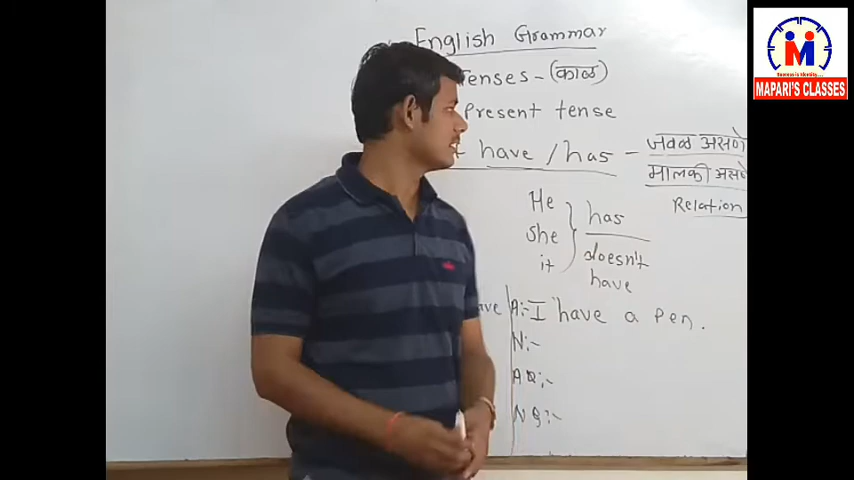 English Grammar
Tenses - (काळ)
Present tense
have / has - जवळ असणे
मालकी असणे
Relation
He
she
it
has
doesn't
have
have
A:- I have a pen.
N:-
AQ:-
NQ:-
M
MAPARI'S CLASSES